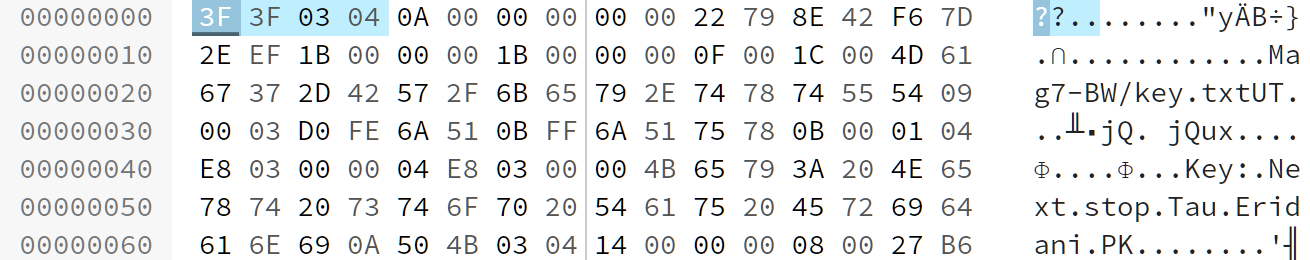 00000000 3F 3F 03 04 0A 00 00 00 00 00 22 79 8E 42 F6 7D ??........"yÄB÷}
00000010 2E EF 1B 00 00 00 1B 00 00 00 0F 00 1C 00 4D 61 .∩............Ma
00000020 67 37 2D 42 57 2F 6B 65 79 2E 74 78 74 55 54 09 g7-BW/key.txtUT.
00000030 00 03 D0 FE 6A 51 0B FF 6A 51 75 78 0B 00 01 04 ..╨▪jQ. jQux....
00000040 E8 03 00 00 04 E8 03 00 00 4B 65 79 3A 20 4E 65 Φ....Φ...Key:.Ne
00000050 78 74 20 73 74 6F 70 20 54 61 75 20 45 72 69 64 xt.stop.Tau.Erid
00000060 61 6E 69 0A 50 4B 03 04 14 00 00 00 08 00 27 B6 ani.PK........'╢